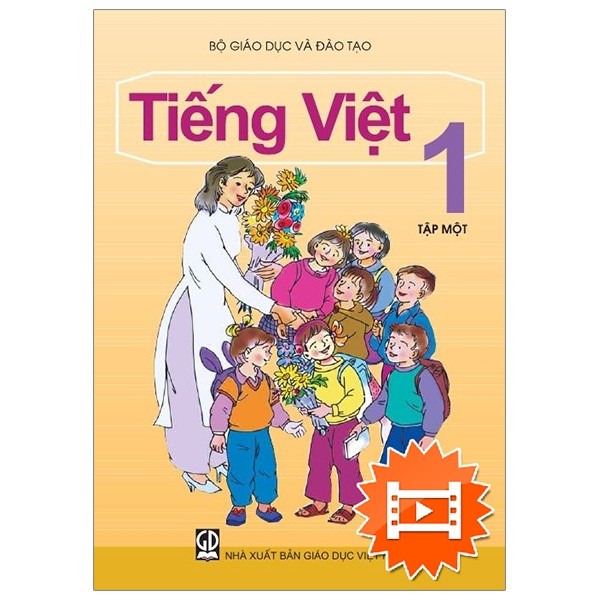 BỘ GIÁO DỤC VÀ ĐÀO TẠO
Tiếng Việt
1
TẬP MỘT
GD
NHÀ XUẤT BẢN GIÁO DỤC VIỆT